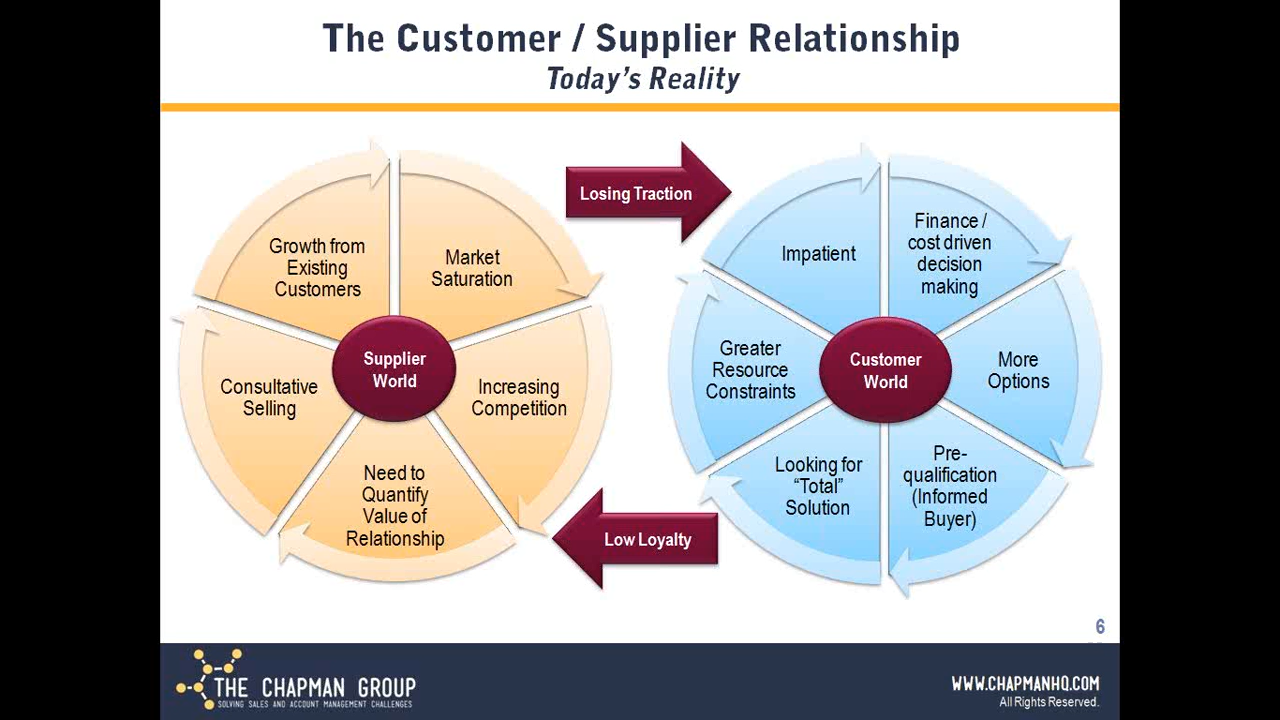 The Customer / Supplier Relationship
Today's Reality
Losing Traction
Growth from
Existing
Customers
Market
Saturation
Supplier
World
Consultative
Selling
Increasing
Competition
Need to
Quantify
Value of
Relationship
Impatient
Finance /
cost driven
decision
making
Greater
Resource
Constraints
Customer
World
More
Options
Looking for
“Total”
Solution
Pre-
qualification
(Informed
Buyer)
Low Loyalty
6
THE CHAPMAN GROUP
SOLVING SALES AND ACCOUNT MANAGEMENT CHALLENGES
WWW.CHAPMANHQ.COM
All Rights Reserved.